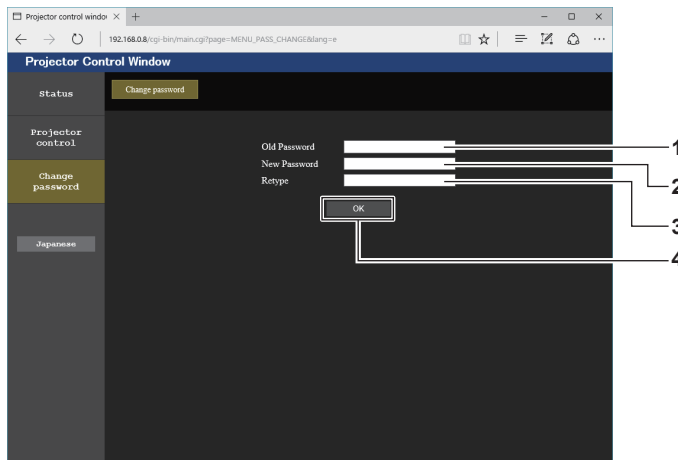 Projector control window
192.168.0.8/cgi-bin/main.cgi?page=MENU_PASS_CHANGE&lang=e
Projector Control Window
Status
Change password
Projector
control
Change
password
Old Password
1
New Password
2
Retype
3
OK
4
Japanese